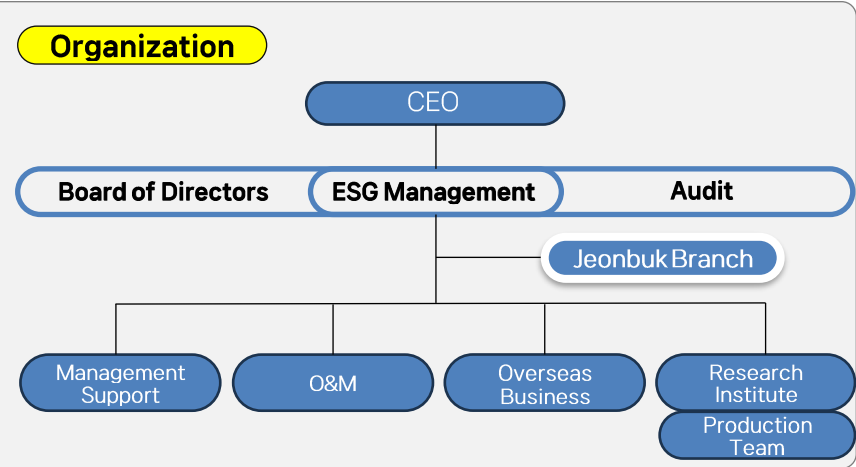 Organization
CEO
Board of Directors ESG Management Audit
Jeonbuk Branch
Management
Support
O&M
Overseas
Business
Research
Institute
Production
Team